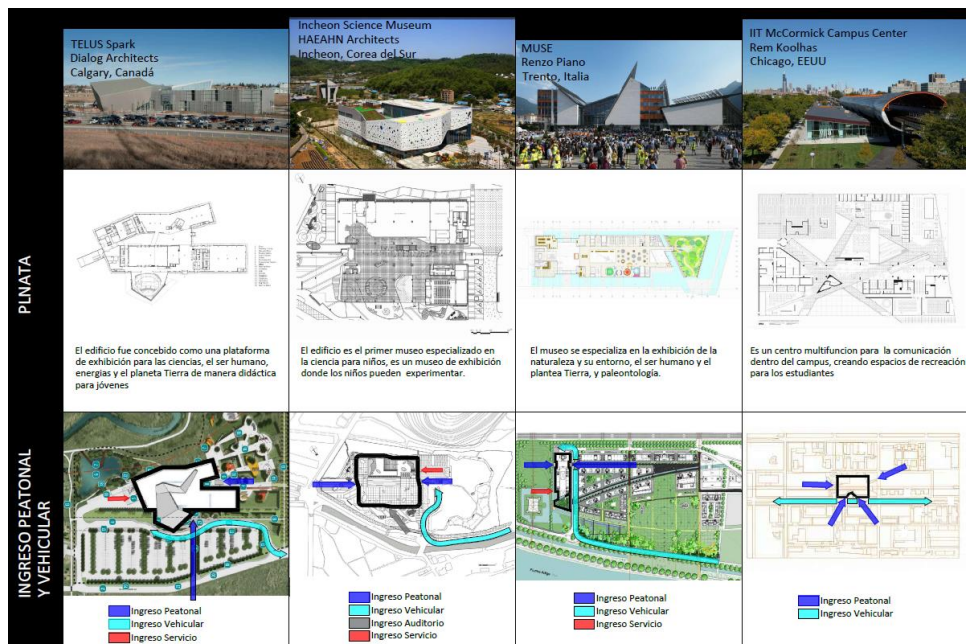 TELUS Spark
Dialog Architects
Calgary, Canadá
Incheon Science Museum
HAEAHN Architects
Incheon, Corea del Sur
MUSE
Renzo Piano
Trento, Italia
IIT McCormick Campus Center
Rem Koolhas
Chicago, EEUU
PLNATA
El edificio fue concebido como una plataforma
de exhibición para las ciencias, el ser humano,
energias y el planeta Tierra de manera didáctica
para jóvenes
El edificio es el primer museo especializado en
la ciencia para niños, es un museo de exhibición
donde los niños pueden experimentar.
El museo se especializa en la exhibición de la
naturaleza y su entorno, el ser humano y el
plantea Tierra, y paleontología.
Es un centro multifuncion para la comunicación
dentro del campus, creando espacios de recreación
para los estudiantes
INGRESO PEATONAL
Y VEHICULAR
Ingreso Peatonal
Ingreso Vehicular
Ingreso Servicio
Ingreso Peatonal
Ingreso Vehicular
Ingreso Auditorio
Ingreso Servicio
Ingreso Peatonal
Ingreso Vehicular
Ingreso Servicio
Ingreso Peatonal
Ingreso Vehicular